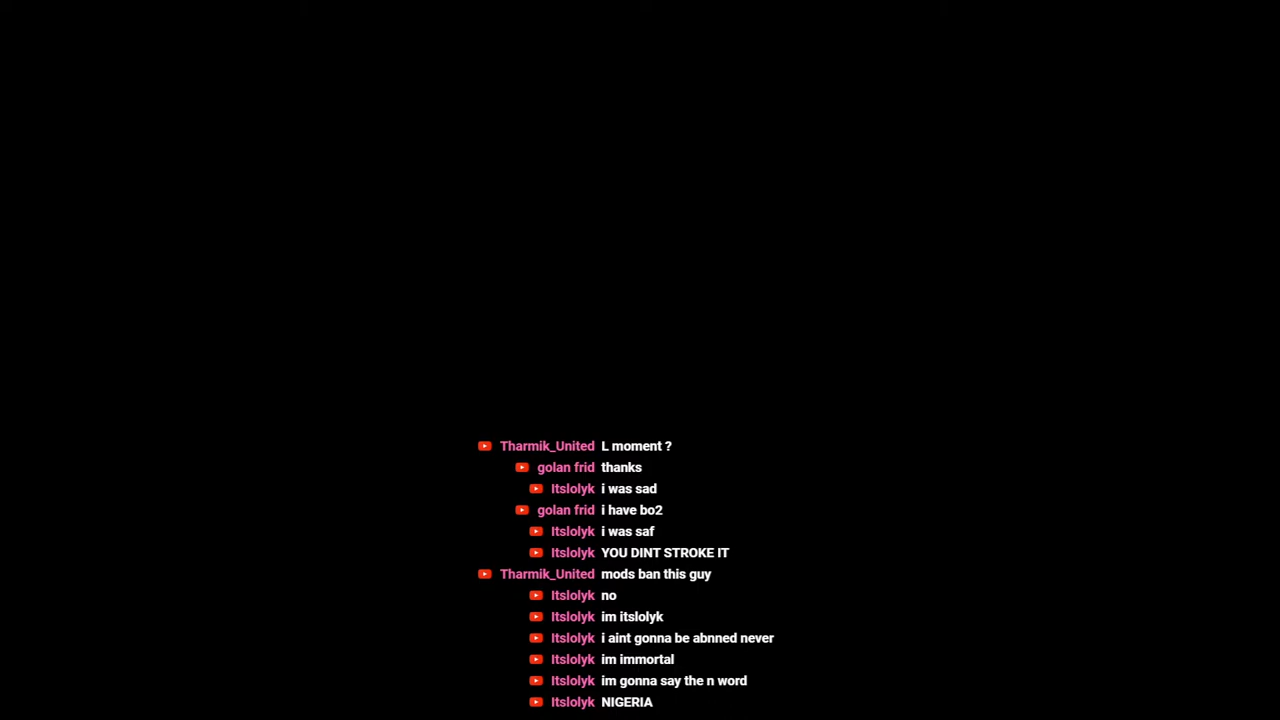 Tharmik_United L moment ?
golan frid thanks
Itslolyk i was sad
golan frid i have bo2
Itslolyk i was saf
Itslolyk YOU DINT STROKE IT
Tharmik_United mods ban this guy
Itslolyk no
Itslolyk im itslolyk
Itslolyk i aint gonna be abnned never
Itslolyk im immortal
Itslolyk im gonna say the n word
Itslolyk NIGERIA